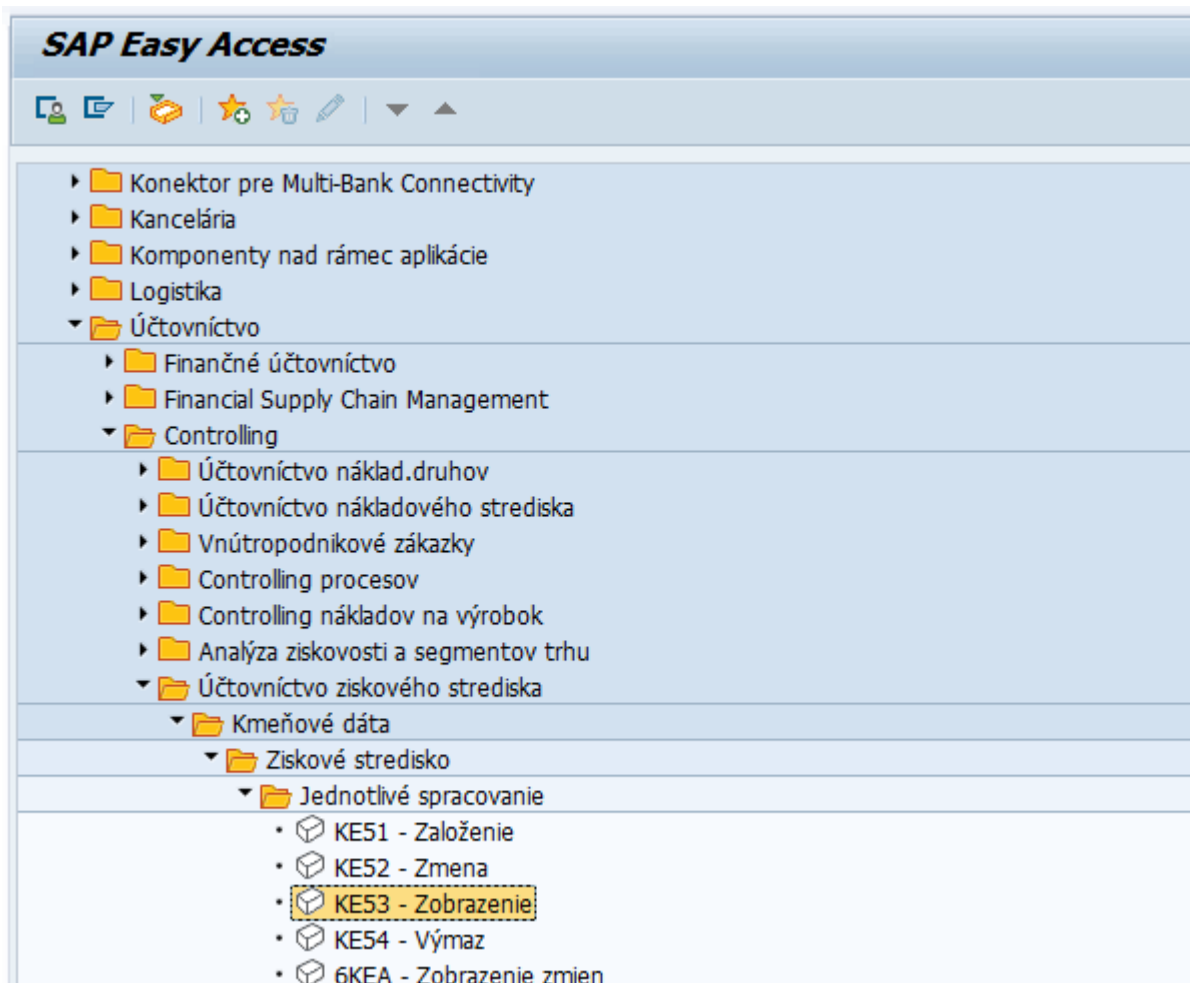 SAP Easy Access
Konektor pre Multi-Bank Connectivity
Kancelária
Komponenty nad rámec aplikácie
Logistika
Účtovníctvo
Finančné účtovníctvo
Financial Supply Chain Management
Controlling
Účtovníctvo náklad.druhov
Účtovníctvo nákladového strediska
Vnútropodnikové zákazky
Controlling procesov
Controlling nákladov na výrobok
Analýza ziskovosti a segmentov trhu
Účtovníctvo ziskového strediska
Kmeňové dáta
Ziskové stredisko
Jednotlivé spracovanie
KE51 - Založenie
KE52 - Zmena
KE53 - Zobrazenie
KE54 - Výmaz
6KEA - Zobrazenie zmien